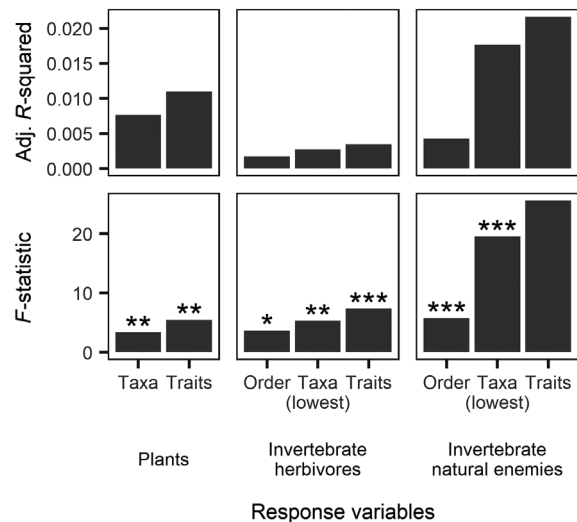 Adj. R-squared
0.020
0.015
0.010
0.005
0.000
F-statistic
20
10
0
** **
* ** ***
*** ***
Taxa Traits
Order Taxa Traits
(lowest)
Order Taxa Traits
(lowest)
Plants
Invertebrate
herbivores
Invertebrate
natural enemies
Response variables